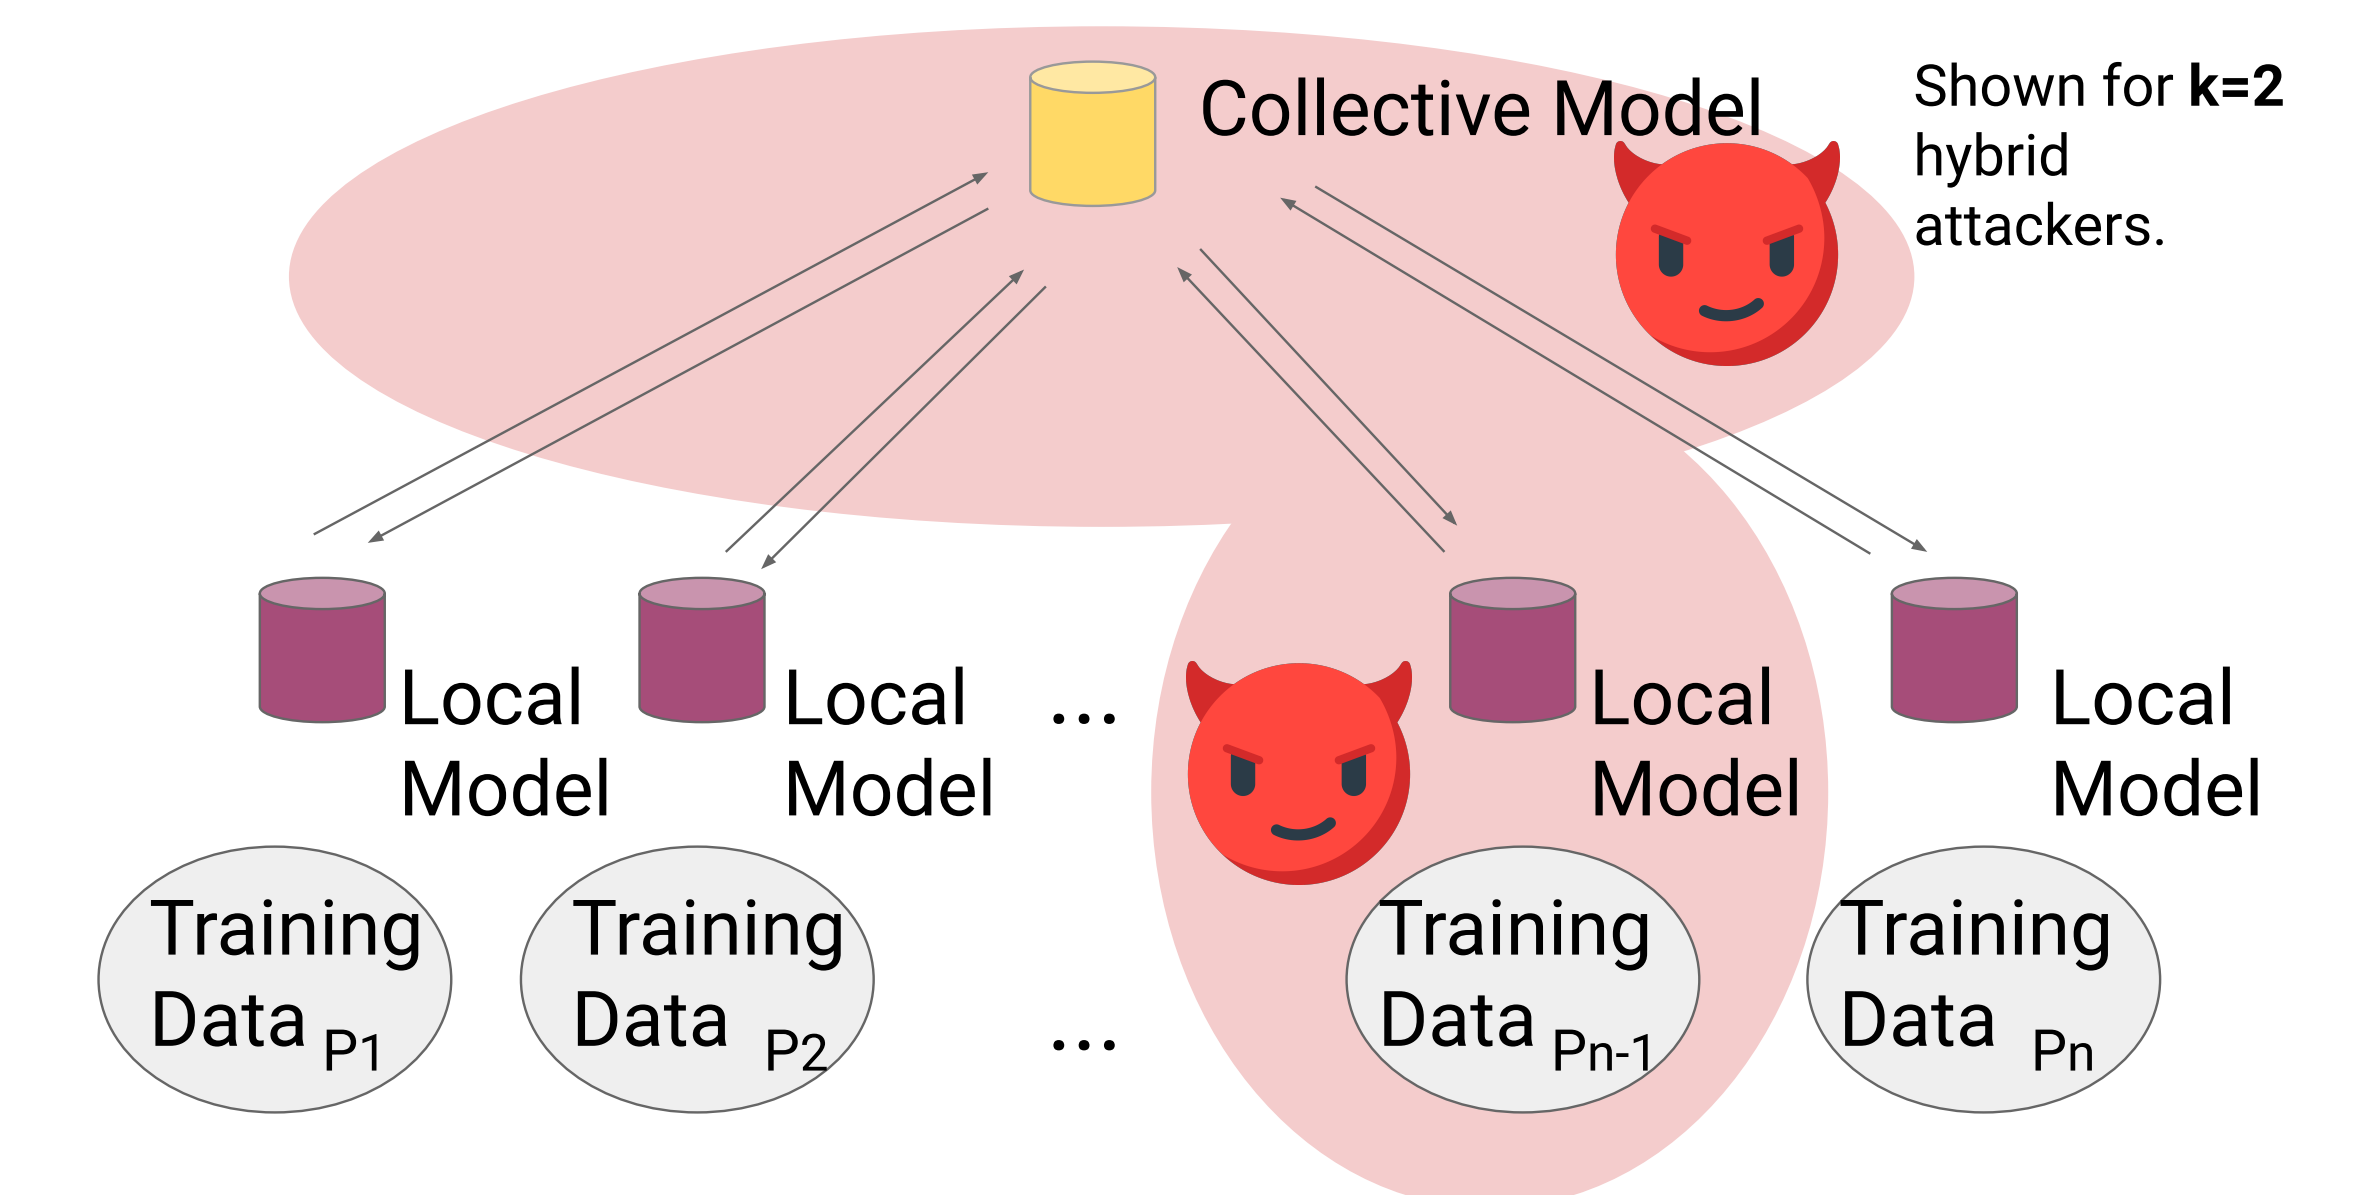 Collective Model
Shown for k=2
hybrid
attackers.
Local
Model
Local
Model
...
Local
Model
Local
Model
Training
Data P1
Training
Data P2
...
Training
Data Pn-1
Training
Data Pn